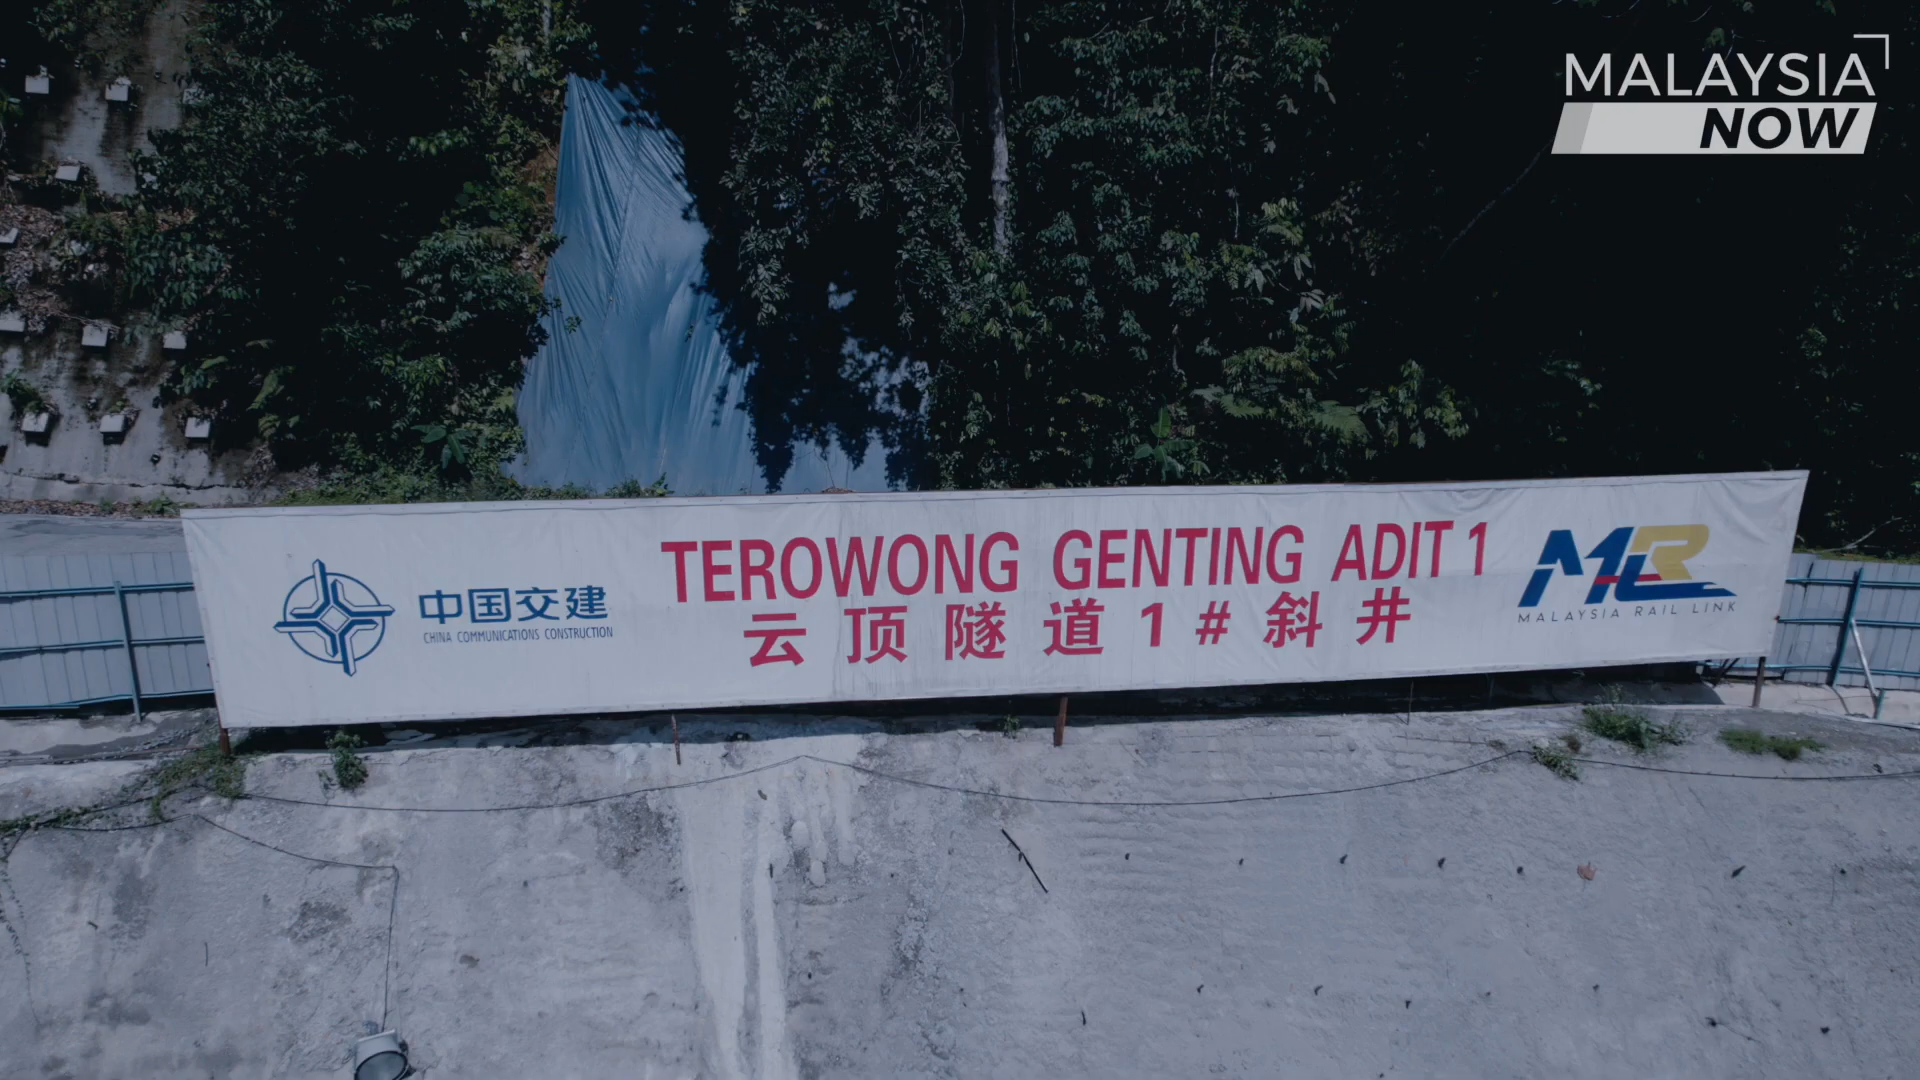 MALAYSIA
NOW
中国交建
CHINA COMMUNICATIONS CONSTRUCTION
TEROWONG GENTING ADIT 1
云顶隧道1#斜井
MRL
MALAYSIA RAIL LINK